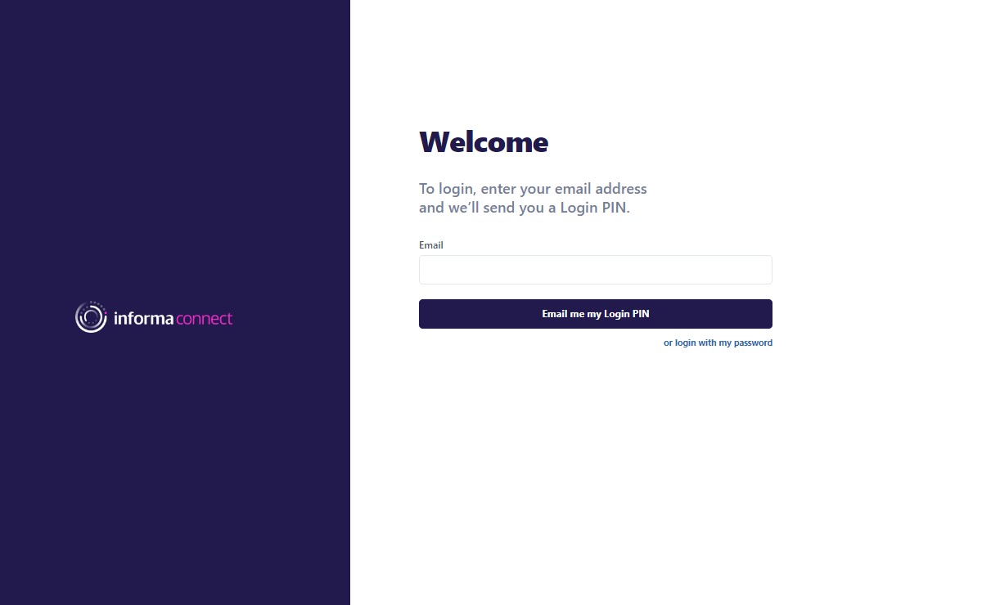 informa connect
Welcome
To login, enter your email address
and we’ll send you a Login PIN.
Email
Email me my Login PIN
or login with my password